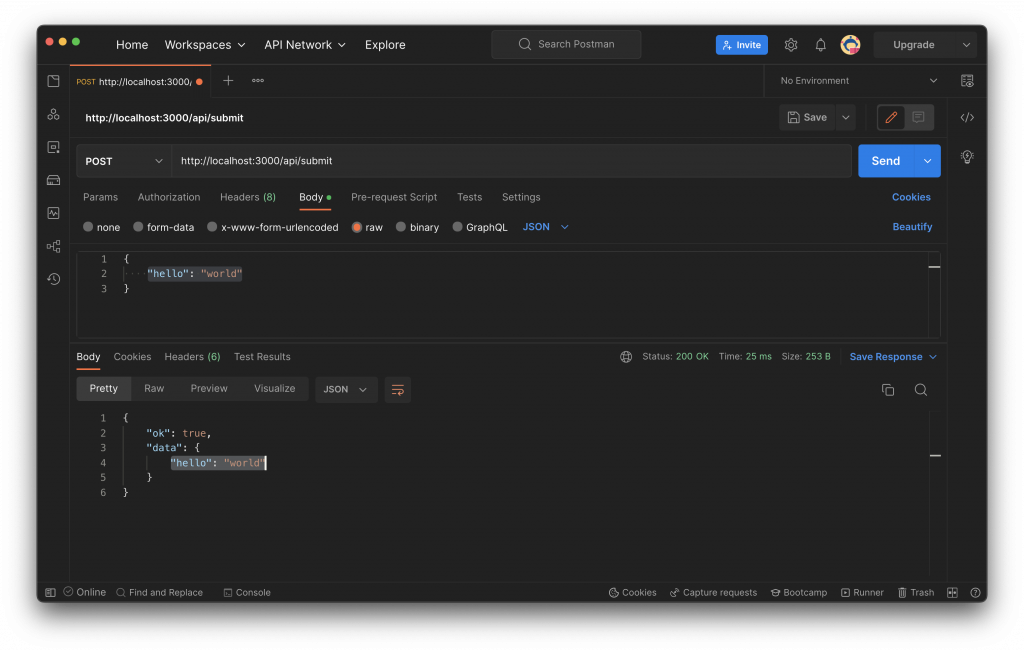 Home Workspaces API Network Explore Search Postman Invite Upgrade
POST http://localhost:3000/ No Environment
http://localhost:3000/api/submit Save
POST http://localhost:3000/api/submit Send
Params Authorization Headers (8) Body Pre-request Script Tests Settings Cookies
none form-data x-www-form-urlencoded raw binary GraphQL JSON Beautify
1 {
2 "hello": "world"
3 }
Body Cookies Headers (6) Test Results Status: 200 OK Time: 25 ms Size: 253 B Save Response
Pretty Raw Preview Visualize JSON
1 {
2 "ok": true,
3 "data": {
4 "hello": "world"
5 }
6 }
Online Find and Replace Console Cookies Capture requests Bootcamp Runner Trash